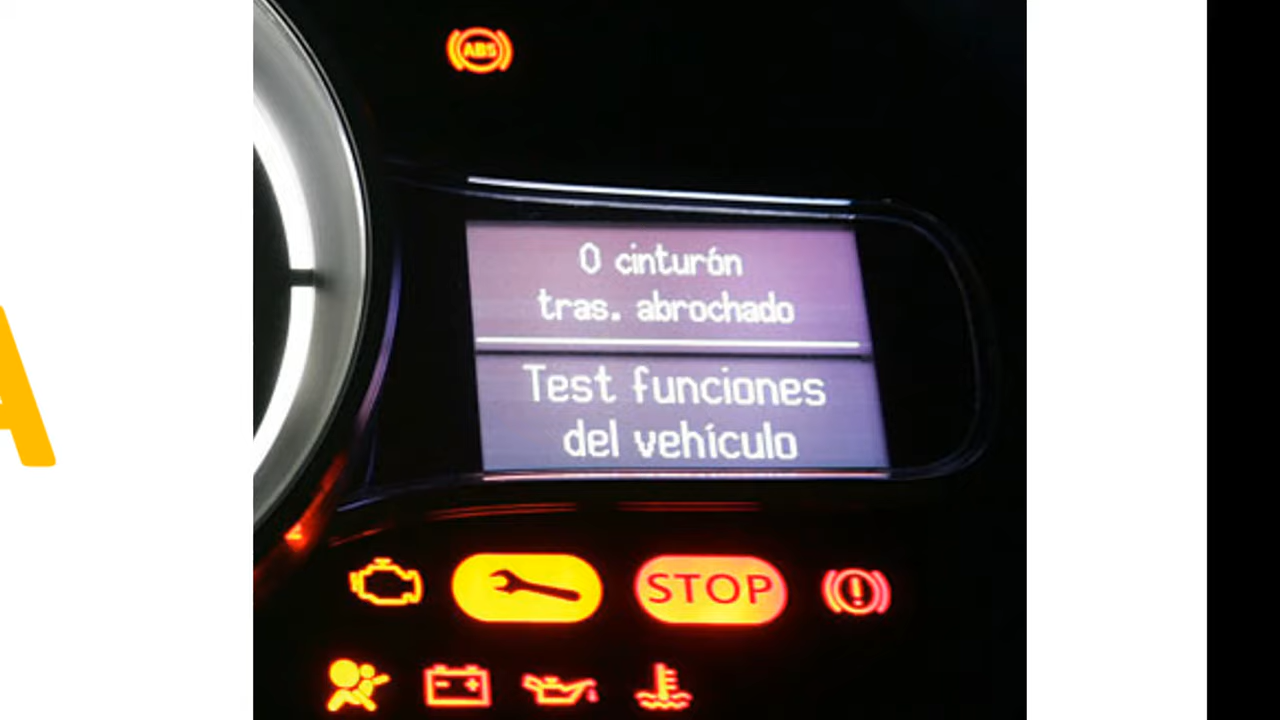 ABS
0 cinturón
tras. abrochado
Test funciones
del vehículo
STOP
A